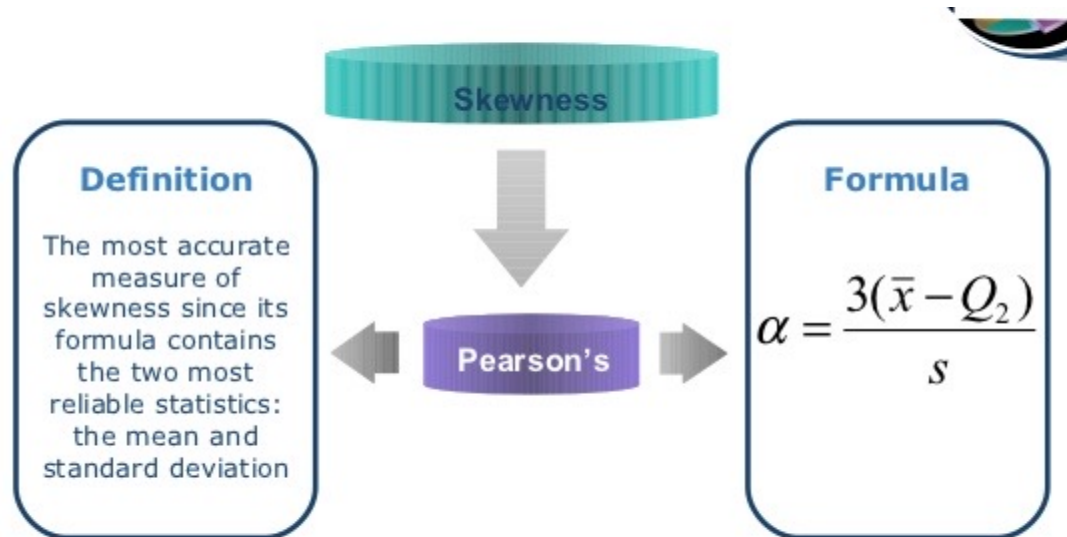 Skewness
Definition
The most accurate
measure of
skewness since its
formula contains
the two most
reliable statistics:
the mean and
standard deviation
Pearson's
Formula
α = 3(x̄ − Q₂) / s